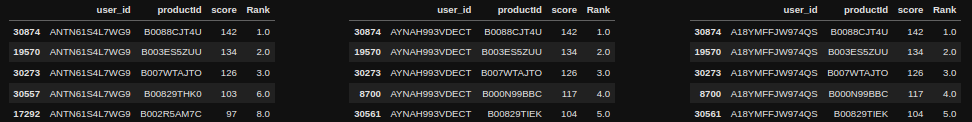 user_id productId score Rank
30874 ANTN61S4L7WG9 B0088CJT4U 142 1.0
19570 ANTN61S4L7WG9 B003ES5ZUU 134 2.0
30273 ANTN61S4L7WG9 B007WTAJTO 126 3.0
30557 ANTN61S4L7WG9 B00829THK0 103 6.0
17292 ANTN61S4L7WG9 B002R5AM7C 97 8.0
user_id productId score Rank
30874 AYNAH993VDECT B0088CJT4U 142 1.0
19570 AYNAH993VDECT B003ES5ZUU 134 2.0
30273 AYNAH993VDECT B007WTAJTO 126 3.0
8700 AYNAH993VDECT B000N99BBC 117 4.0
30561 AYNAH993VDECT B00829TIEK 104 5.0
user_id productId score Rank
30874 A18YMFFJW974QS B0088CJT4U 142 1.0
19570 A18YMFFJW974QS B003ES5ZUU 134 2.0
30273 A18YMFFJW974QS B007WTAJTO 126 3.0
8700 A18YMFFJW974QS B000N99BBC 117 4.0
30561 A18YMFFJW974QS B00829TIEK 104 5.0